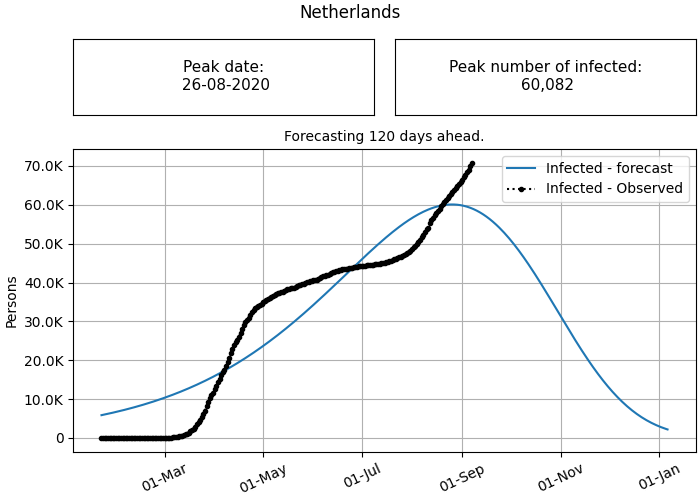 Netherlands
Peak date:
26-08-2020
Peak number of infected:
60,082
Forecasting 120 days ahead.
70.0K
60.0K
50.0K
40.0K
30.0K
20.0K
10.0K
0
Persons
Infected - forecast
Infected - Observed
01-Mar
01-May
01-Jul
01-Sep
01-Nov
01-Jan